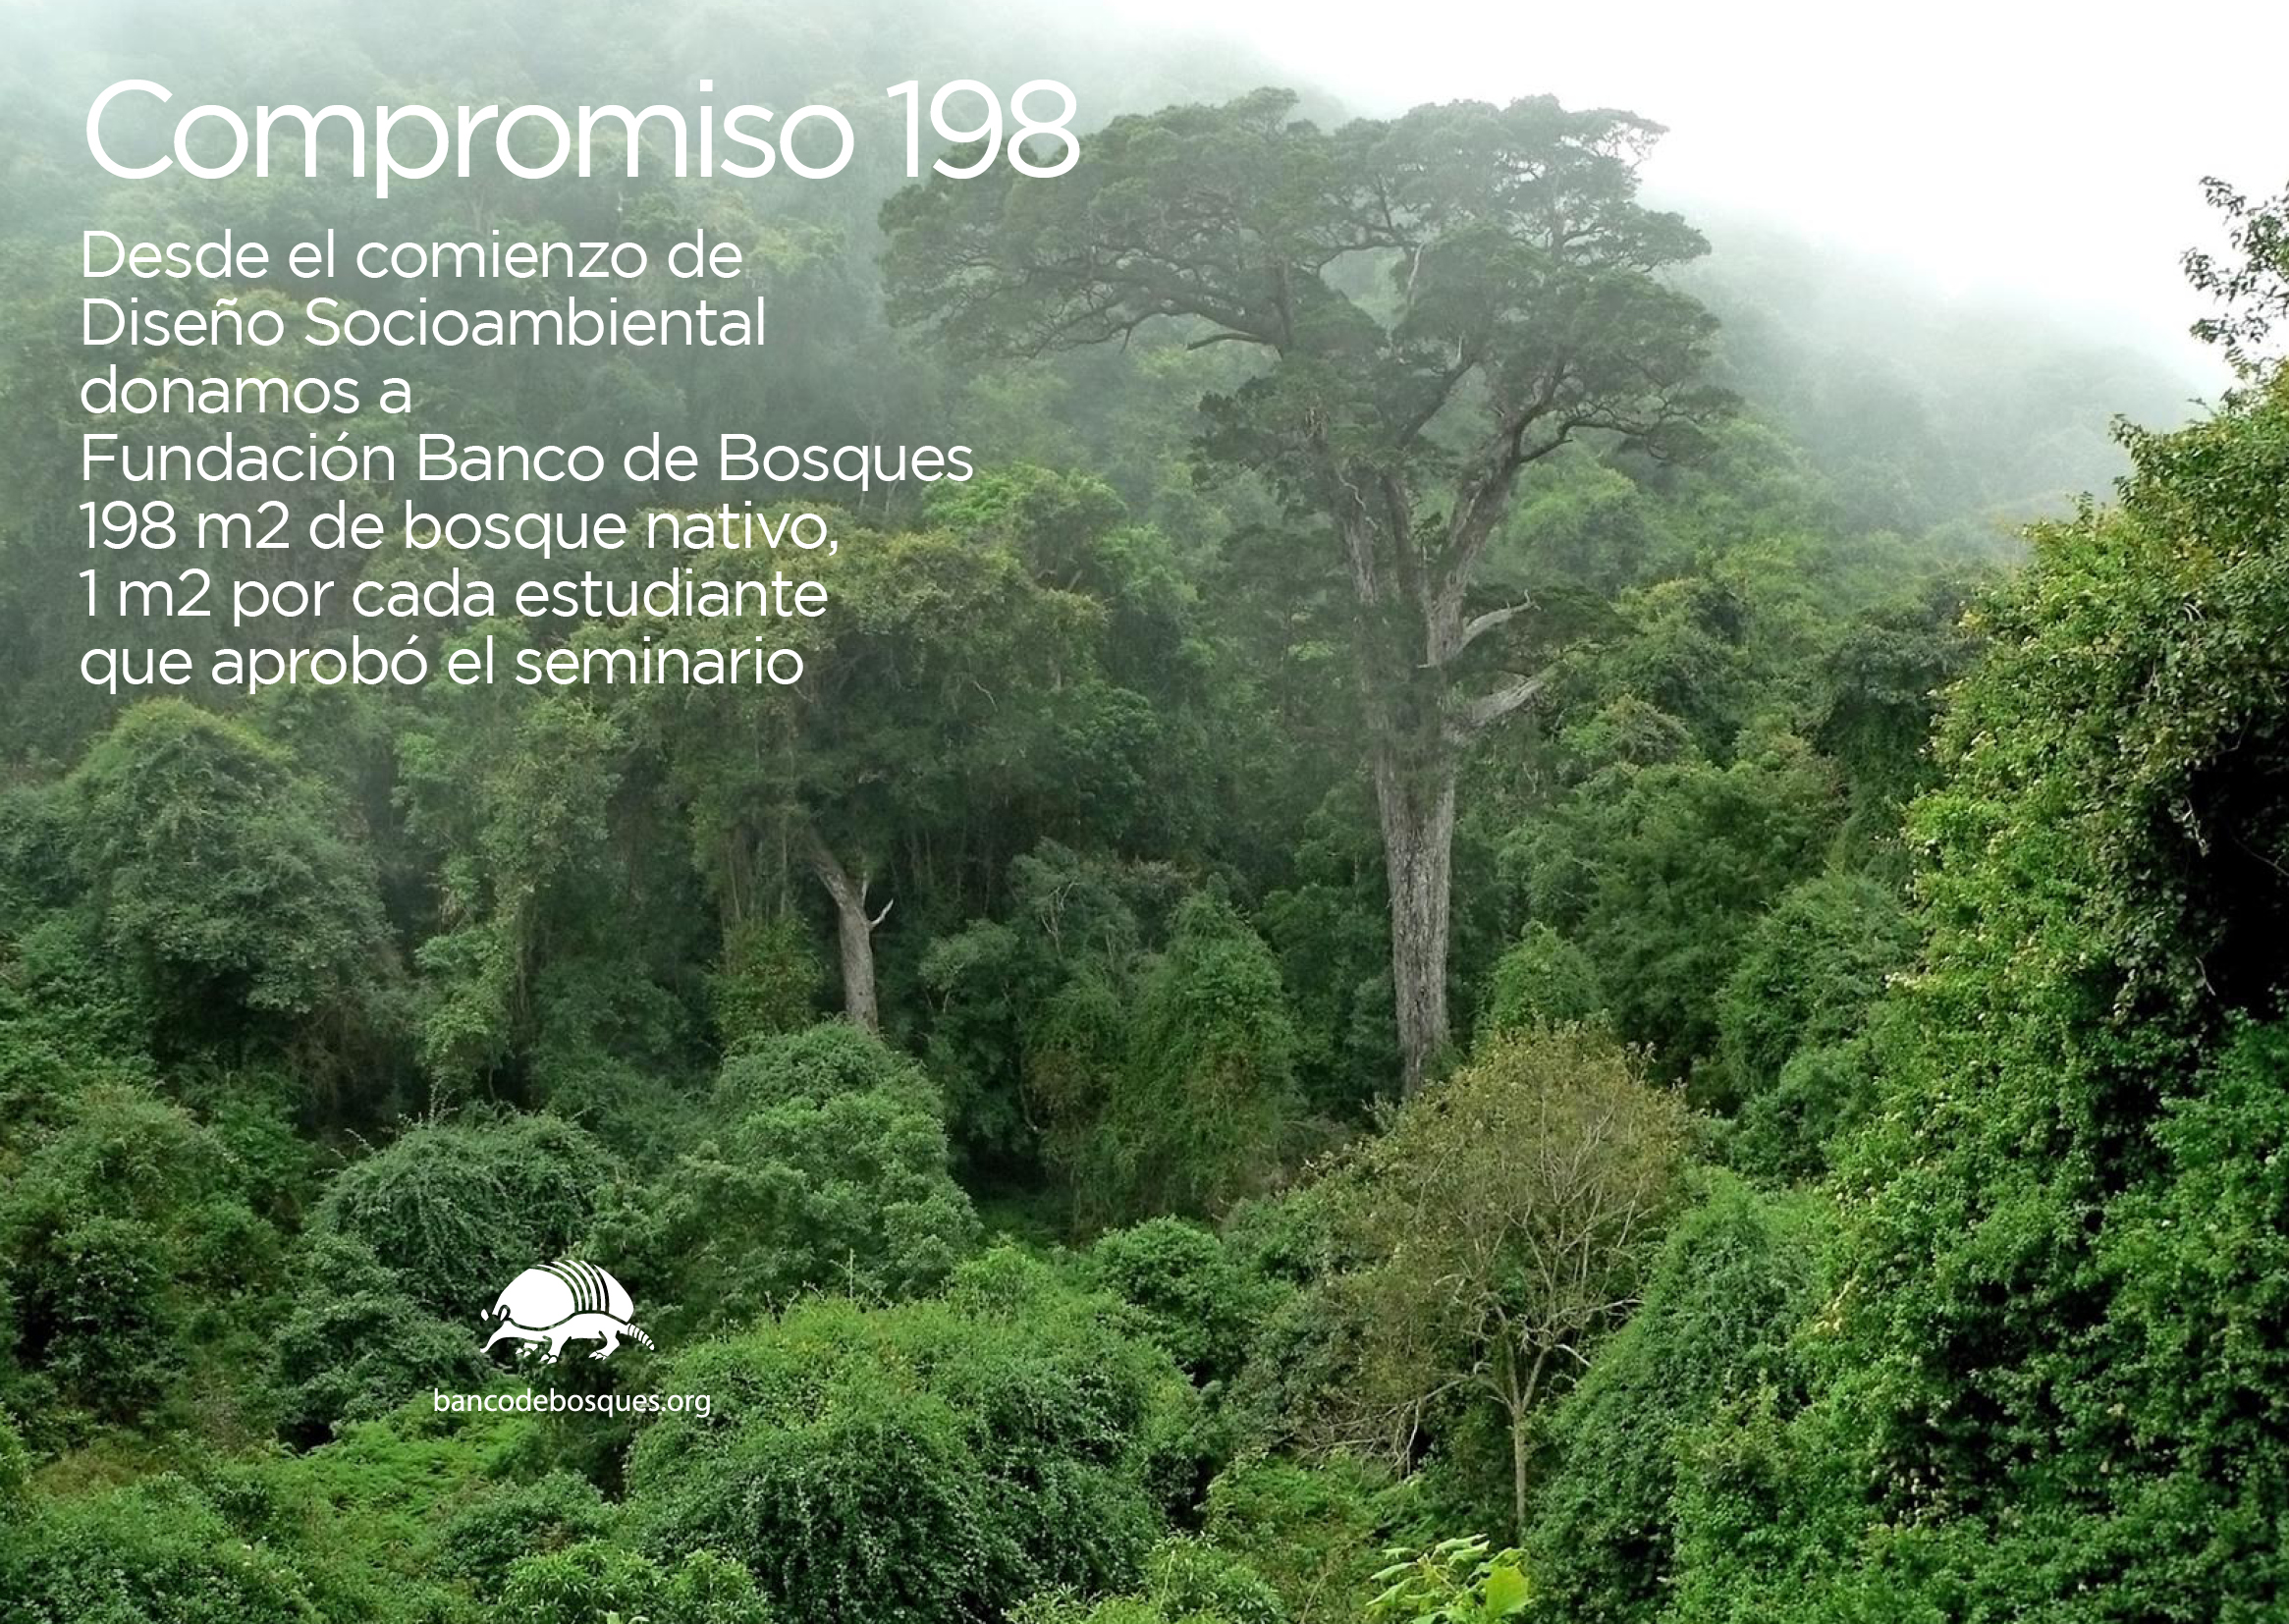 Compromiso 198
Desde el comienzo de
Diseño Socioambiental
donamos a
Fundación Banco de Bosques
198 m2 de bosque nativo,
1 m2 por cada estudiante
que aprobó el seminario
bancodebosques.org